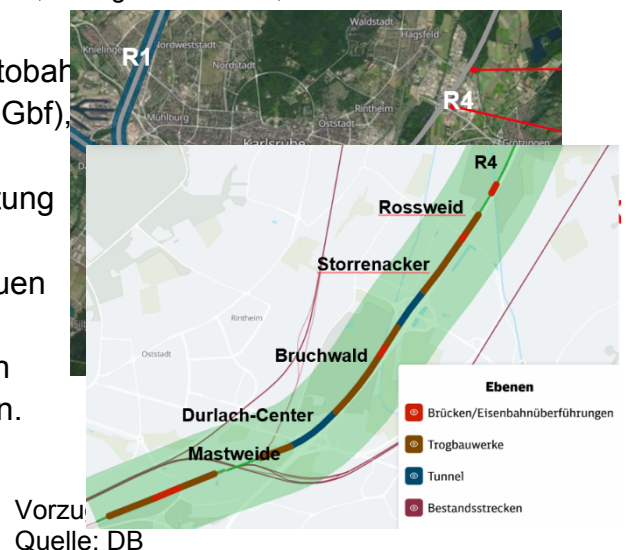 Knielingen
Nordweststadt
Waldstadt
Hagsfeld
R1
Nordstadt
tobah
Rintheim
R4
Gbf),
Mühlburg
Oststadt
Grötzingen
Karlsruhe
R4
tung
Rossweid
Storrenacker
uen
Rintheim
Oststadt
Bruchwald
n
Ebenen
Durlach-Center
Brücken/Eisenbahnüberführungen
n.
Trogbauwerke
Mastweide
Tunnel
Bestandsstrecken
Vorzu
Quelle: DB